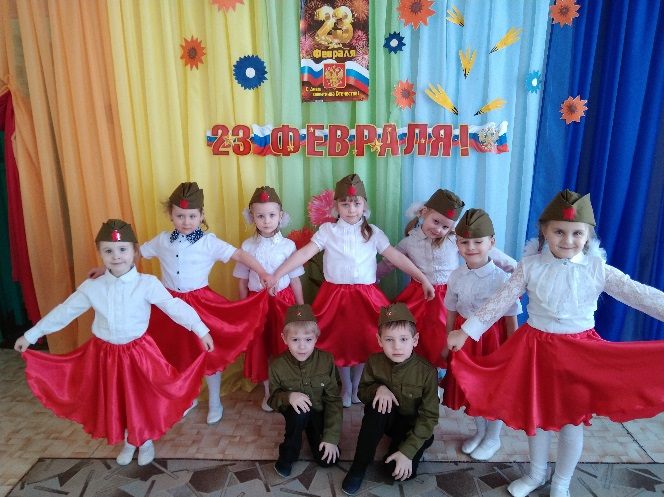 23
Февраля
С Днём
защитника Отечества!
23 ФЕВРАЛЯ!